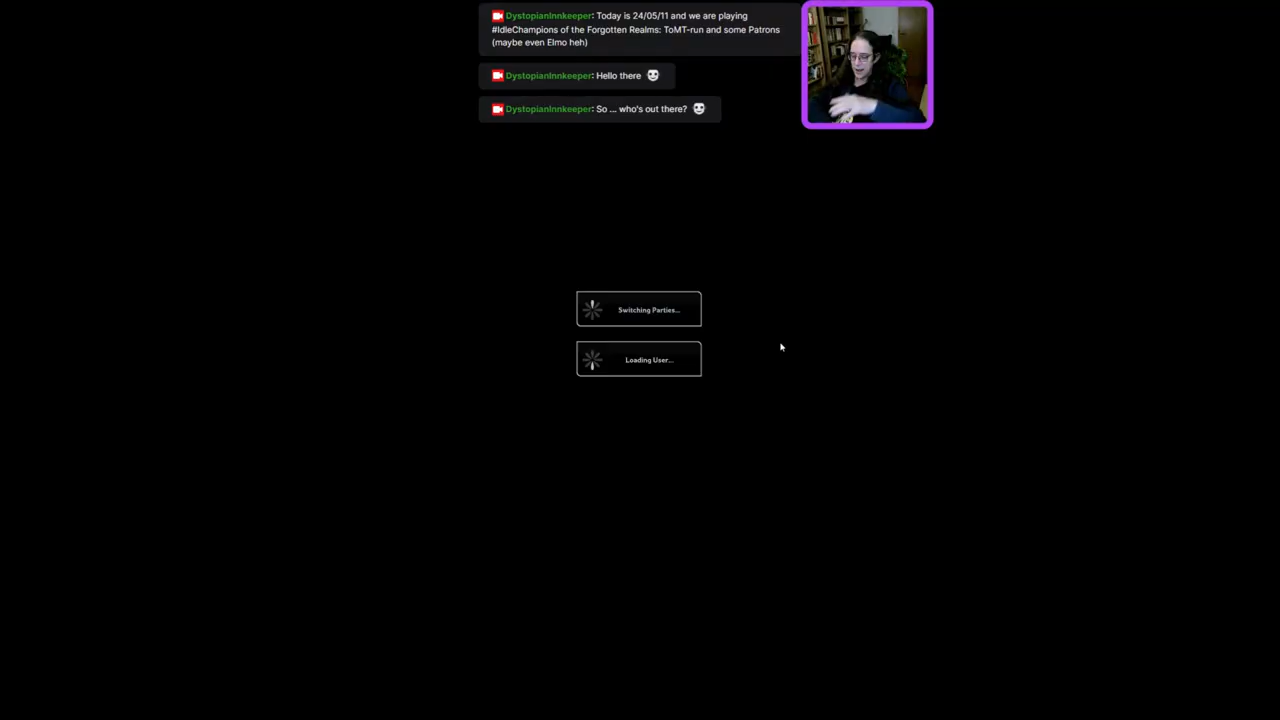 DystopianInnkeeper: Today is 24/05/11 and we are playing
#IdleChampions of the Forgotten Realms: ToMT-run and some Patrons
(maybe even Elmo heh)
DystopianInnkeeper: Hello there
DystopianInnkeeper: So ... who's out there?
Switching Parties...
Loading User...